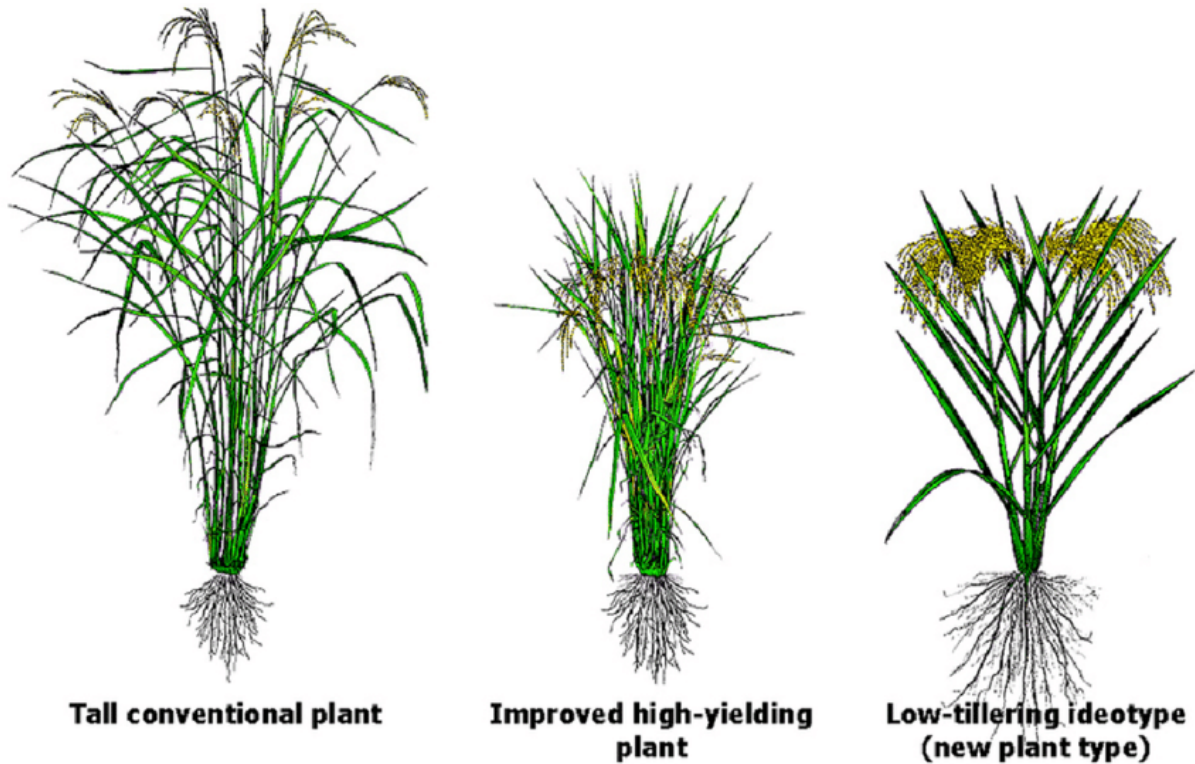 Tall conventional plant
Improved high-yielding
plant
Low-tillering ideotype
(new plant type)